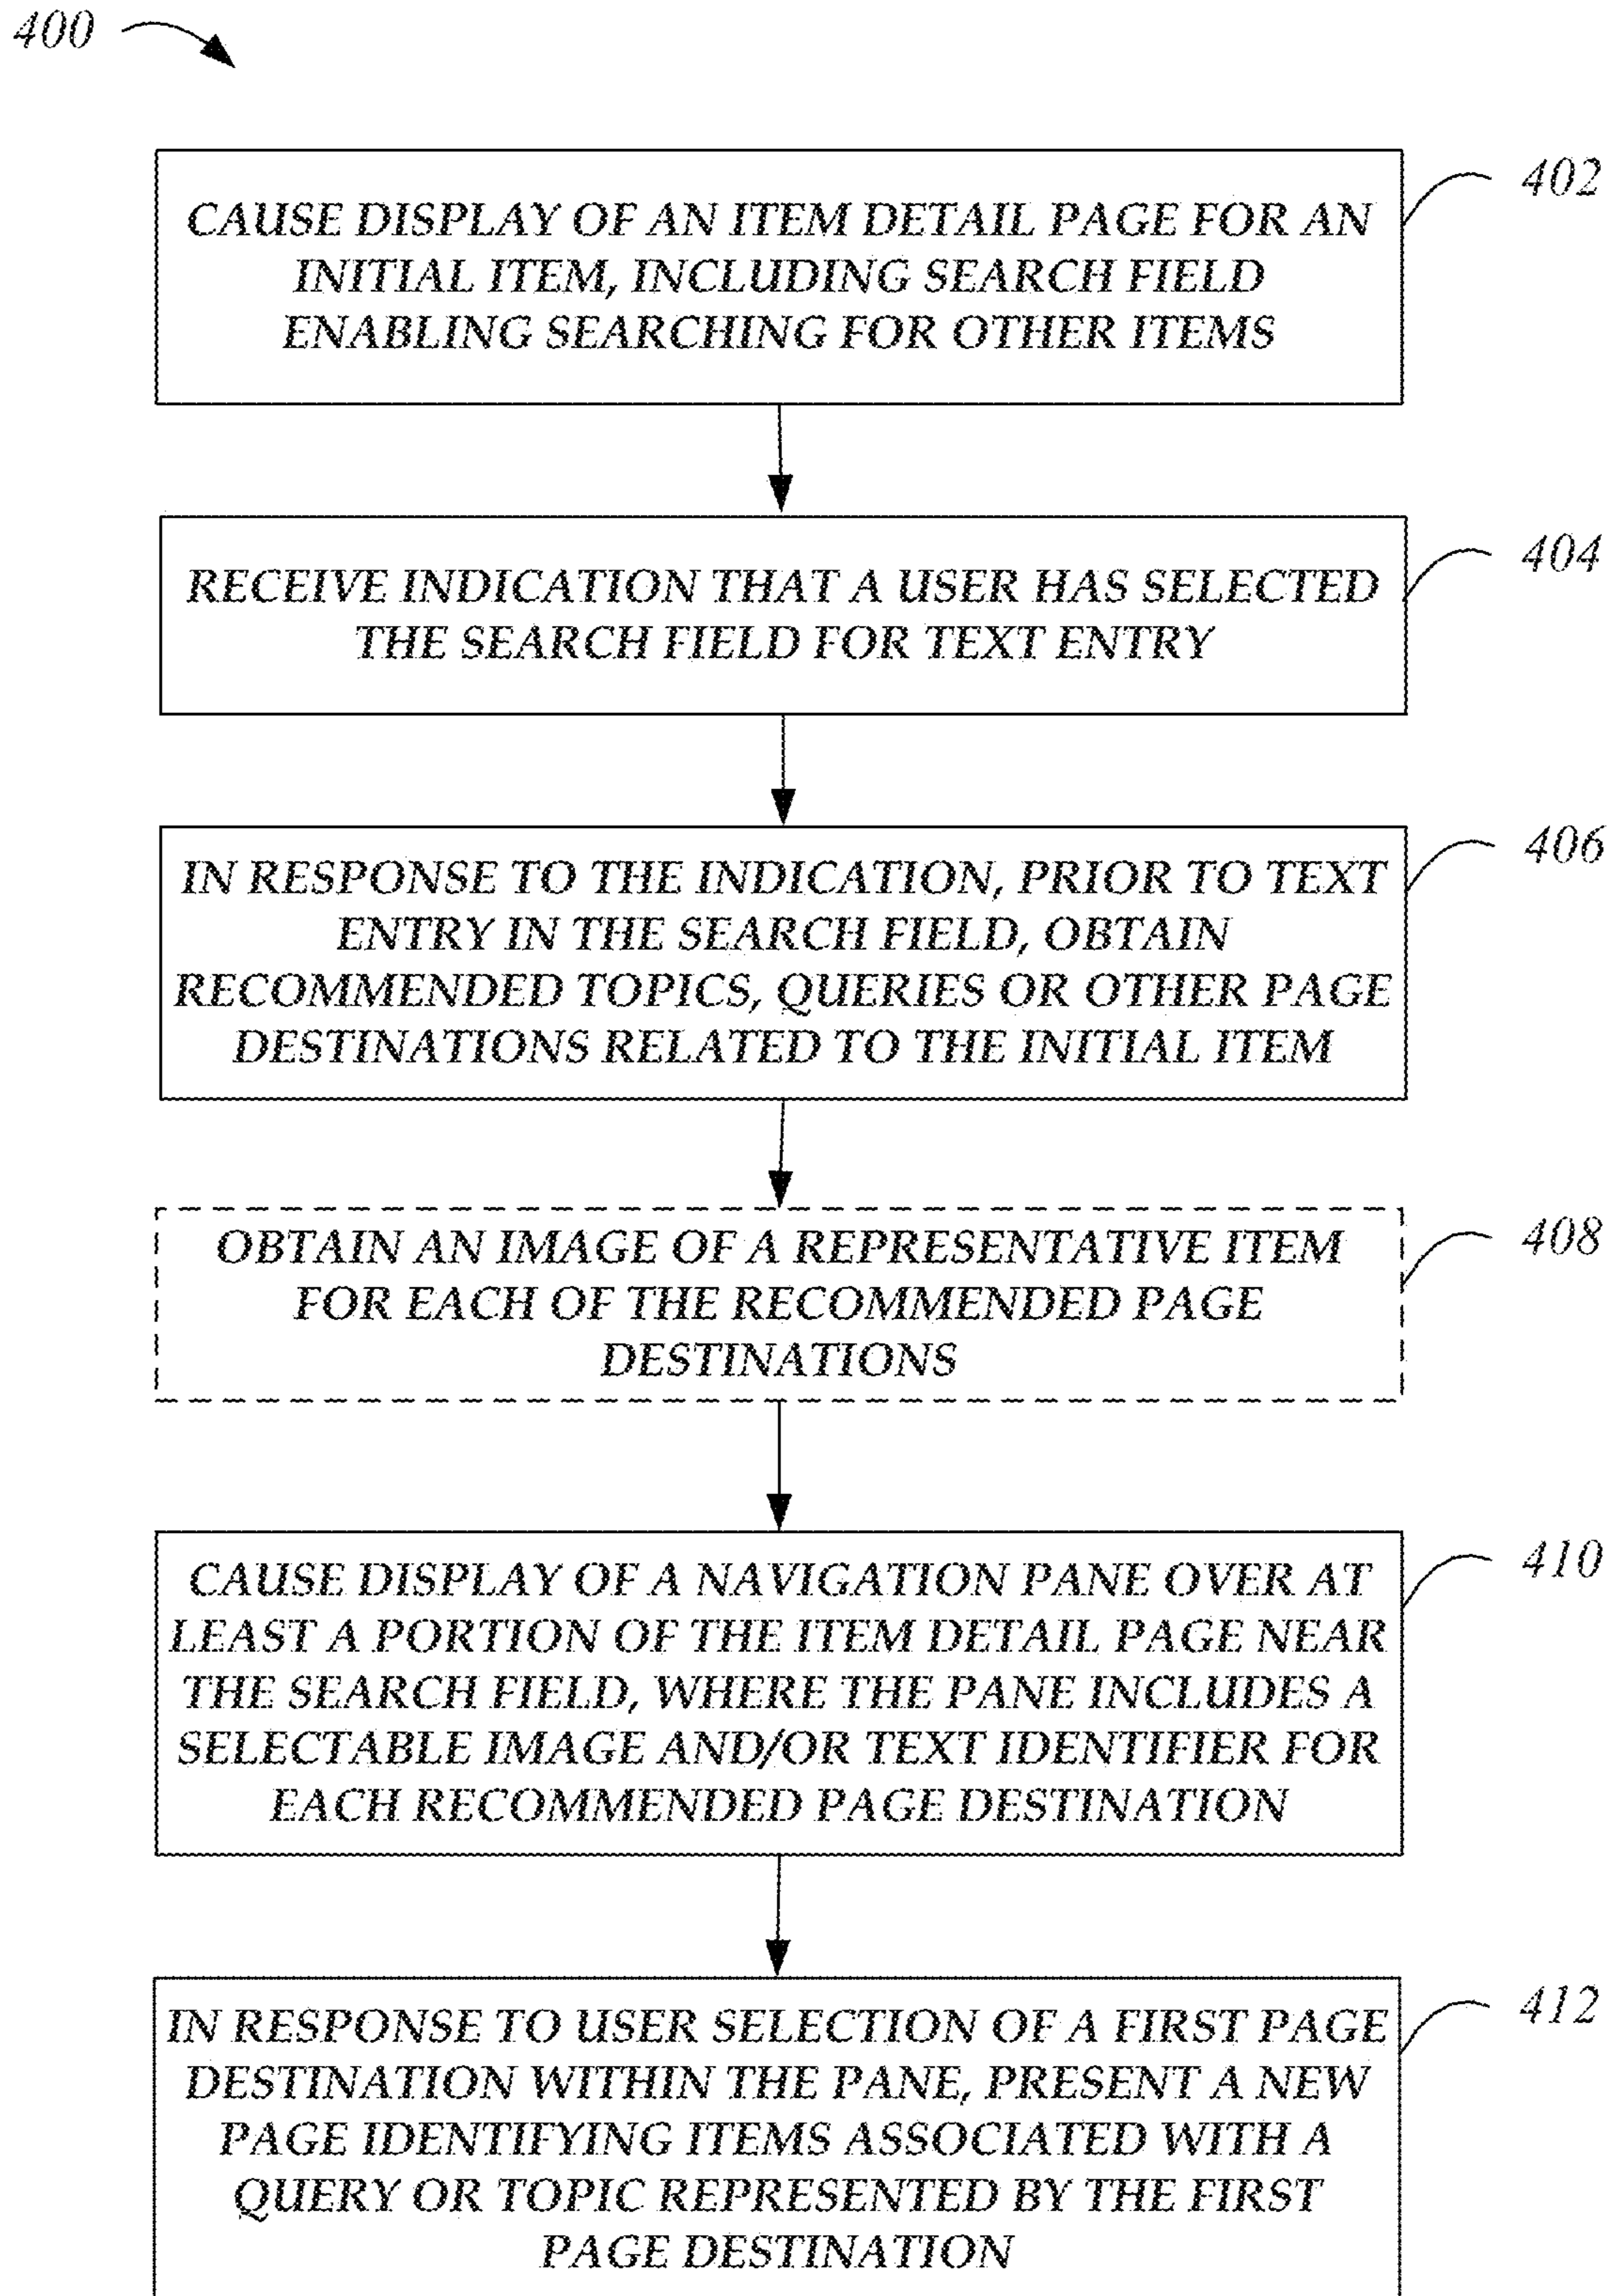 400
CAUSE DISPLAY OF AN ITEM DETAIL PAGE FOR AN
INITIAL ITEM, INCLUDING SEARCH FIELD
ENABLING SEARCHING FOR OTHER ITEMS
402
RECEIVE INDICATION THAT A USER HAS SELECTED
THE SEARCH FIELD FOR TEXT ENTRY
404
IN RESPONSE TO THE INDICATION, PRIOR TO TEXT
ENTRY IN THE SEARCH FIELD, OBTAIN
RECOMMENDED TOPICS, QUERIES OR OTHER PAGE
DESTINATIONS RELATED TO THE INITIAL ITEM
406
OBTAIN AN IMAGE OF A REPRESENTATIVE ITEM
FOR EACH OF THE RECOMMENDED PAGE
DESTINATIONS
408
CAUSE DISPLAY OF A NAVIGATION PANE OVER AT
LEAST A PORTION OF THE ITEM DETAIL PAGE NEAR
THE SEARCH FIELD, WHERE THE PANE INCLUDES A
SELECTABLE IMAGE AND/OR TEXT IDENTIFIER FOR
EACH RECOMMENDED PAGE DESTINATION
410
IN RESPONSE TO USER SELECTION OF A FIRST PAGE
DESTINATION WITHIN THE PANE, PRESENT A NEW
PAGE IDENTIFYING ITEMS ASSOCIATED WITH A
QUERY OR TOPIC REPRESENTED BY THE FIRST
PAGE DESTINATION
412